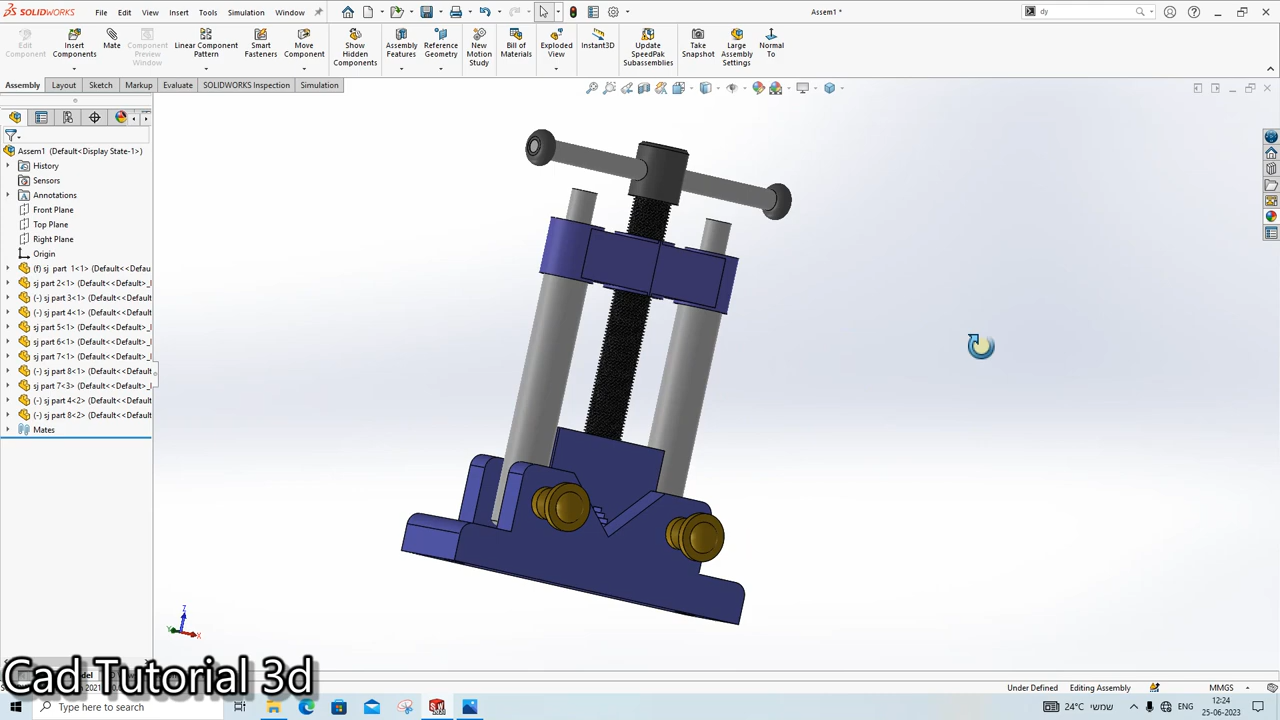 SOLIDWORKS File Edit View Insert Tools Simulation Window Assem1 * dy
Edit Component
Insert Components
Mate
Component Preview Window
Linear Component Pattern
Smart Fasteners
Move Component
Show Hidden Components
Assembly Features
Reference Geometry
New Motion Study
Bill of Materials
Exploded View
Instant3D
Update SpeedPak Subassemblies
Take Snapshot
Large Assembly Settings
Normal To
Assembly Layout Sketch Markup Evaluate SOLIDWORKS Inspection Simulation
Assem1 (Default<Display State-1>)
History
Sensors
Annotations
Front Plane
Top Plane
Right Plane
Origin
(f) sj part 1<1> (Default<<Defau
sj part 2<1> (Default<<Default>_
(-) sj part 3<1> (Default<<Default
(-) sj part 4<1> (Default<<Default
sj part 5<1> (Default<<Default>_
sj part 6<1> (Default<<Default>_
sj part 7<1> (Default<<Default>_
(-) sj part 8<1> (Default<<Default
sj part 7<3> (Default<<Default>_
(-) sj part 4<2> (Default<<Default
(-) sj part 8<2> (Default<<Default
Mates
Z
Y
X
Cad Tutorial 3d
Under Defined Editing Assembly MMGS
Type here to search
24°C שמשי ENG 12:24
25-06-2023